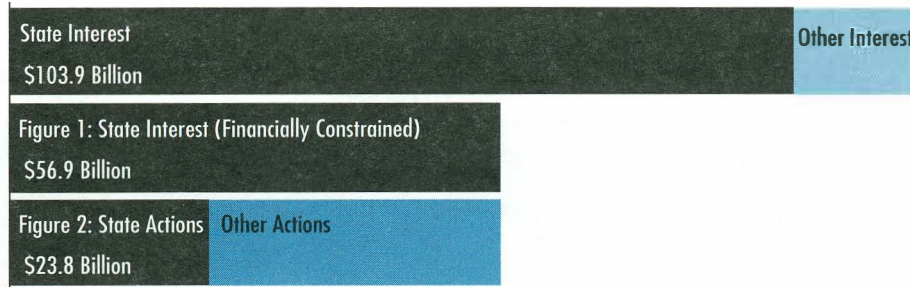 State Interest
$103.9 Billion
Other Interest
Figure 1: State Interest (Financially Constrained)
$56.9 Billion
Figure 2: State Actions
$23.8 Billion
Other Actions